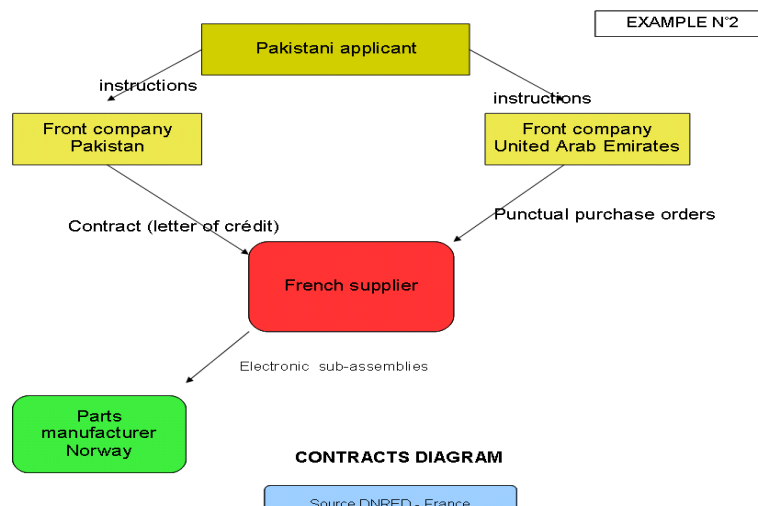 EXAMPLE N°2
Pakistani applicant
instructions
instructions
Front company
Pakistan
Front company
United Arab Emirates
Contract (letter of crédit)
Punctual purchase orders
French supplier
Electronic sub-assemblies
Parts
manufacturer
Norway
CONTRACTS DIAGRAM
Source DNRED - France